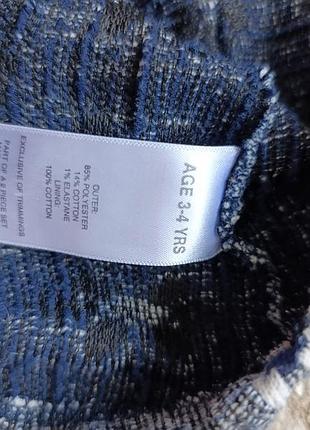 AGE 3-4 YRS
OUTER:
85% POLYESTER
14% COTTON
1% ELASTANE
LINING:
100% COTTON
EXCLUSIVE OF TRIMMINGS
PART OF A 2 PIECE SET